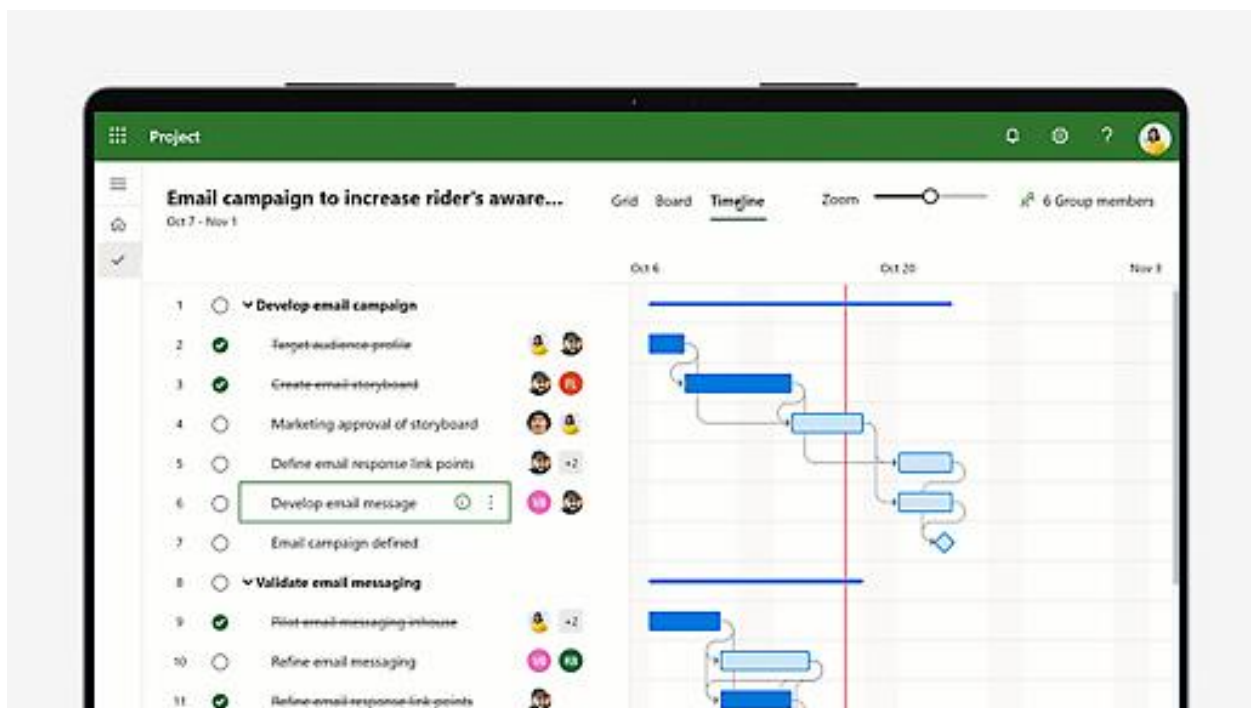 Project
?
Email campaign to increase rider's aware...
Grid Board Timeline Zoom 6 Group members
Oct 7 - Nov 1
Oct 6 Oct 20 Nov 3
1 Develop email campaign
2 Target audience profile
3 Create email storyboard
4 Marketing approval of storyboard
5 Define email response link points +2
6 Develop email message VB
7 Email campaign defined
8 Validate email messaging
9 Pilot email messaging inhouse +2
10 Refine email messaging VB
11 Refine email response link points